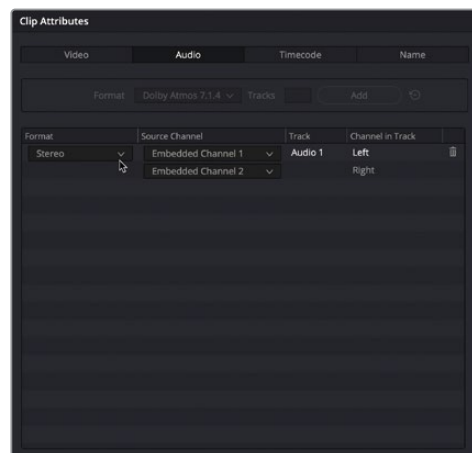 Clip Attributes
Video Audio Timecode Name
Format Dolby Atmos 7.1.4 Tracks Add
Format Source Channel Track Channel in Track
Stereo Embedded Channel 1 Audio 1 Left
Embedded Channel 2 Right